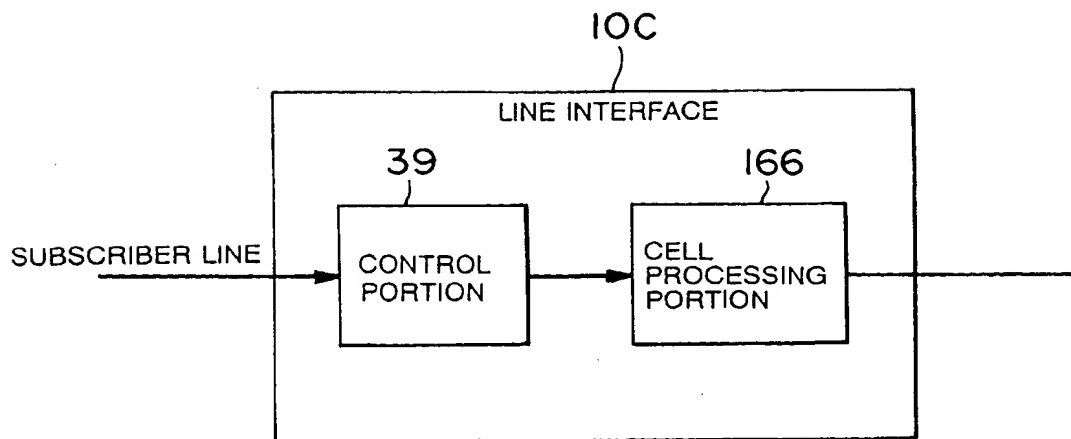 10C
LINE INTERFACE
39
166
SUBSCRIBER LINE
CONTROL
PORTION
CELL
PROCESSING
PORTION